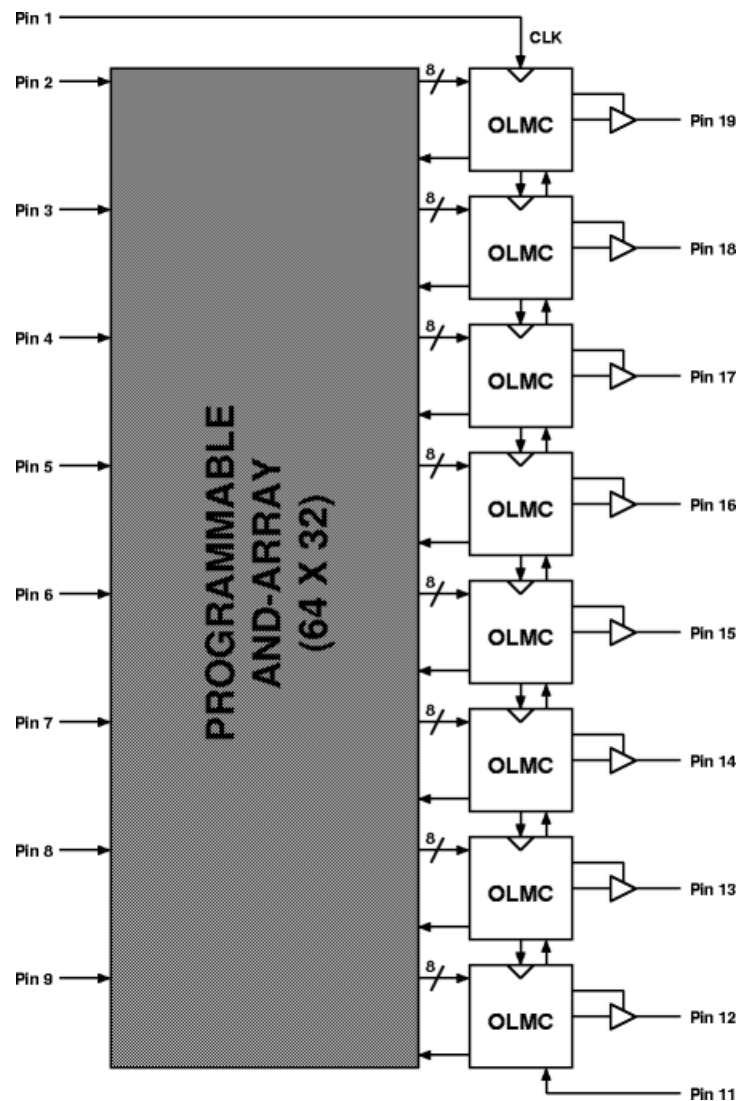 Pin 1
CLK
Pin 2
8
OLMC
Pin 19
Pin 3
8
OLMC
Pin 18
Pin 4
8
OLMC
Pin 17
Pin 5
8
OLMC
Pin 16
Pin 6
8
OLMC
Pin 15
Pin 7
8
OLMC
Pin 14
Pin 8
8
OLMC
Pin 13
Pin 9
8
OLMC
Pin 12
Pin 11
PROGRAMMABLE
AND-ARRAY
(64 X 32)